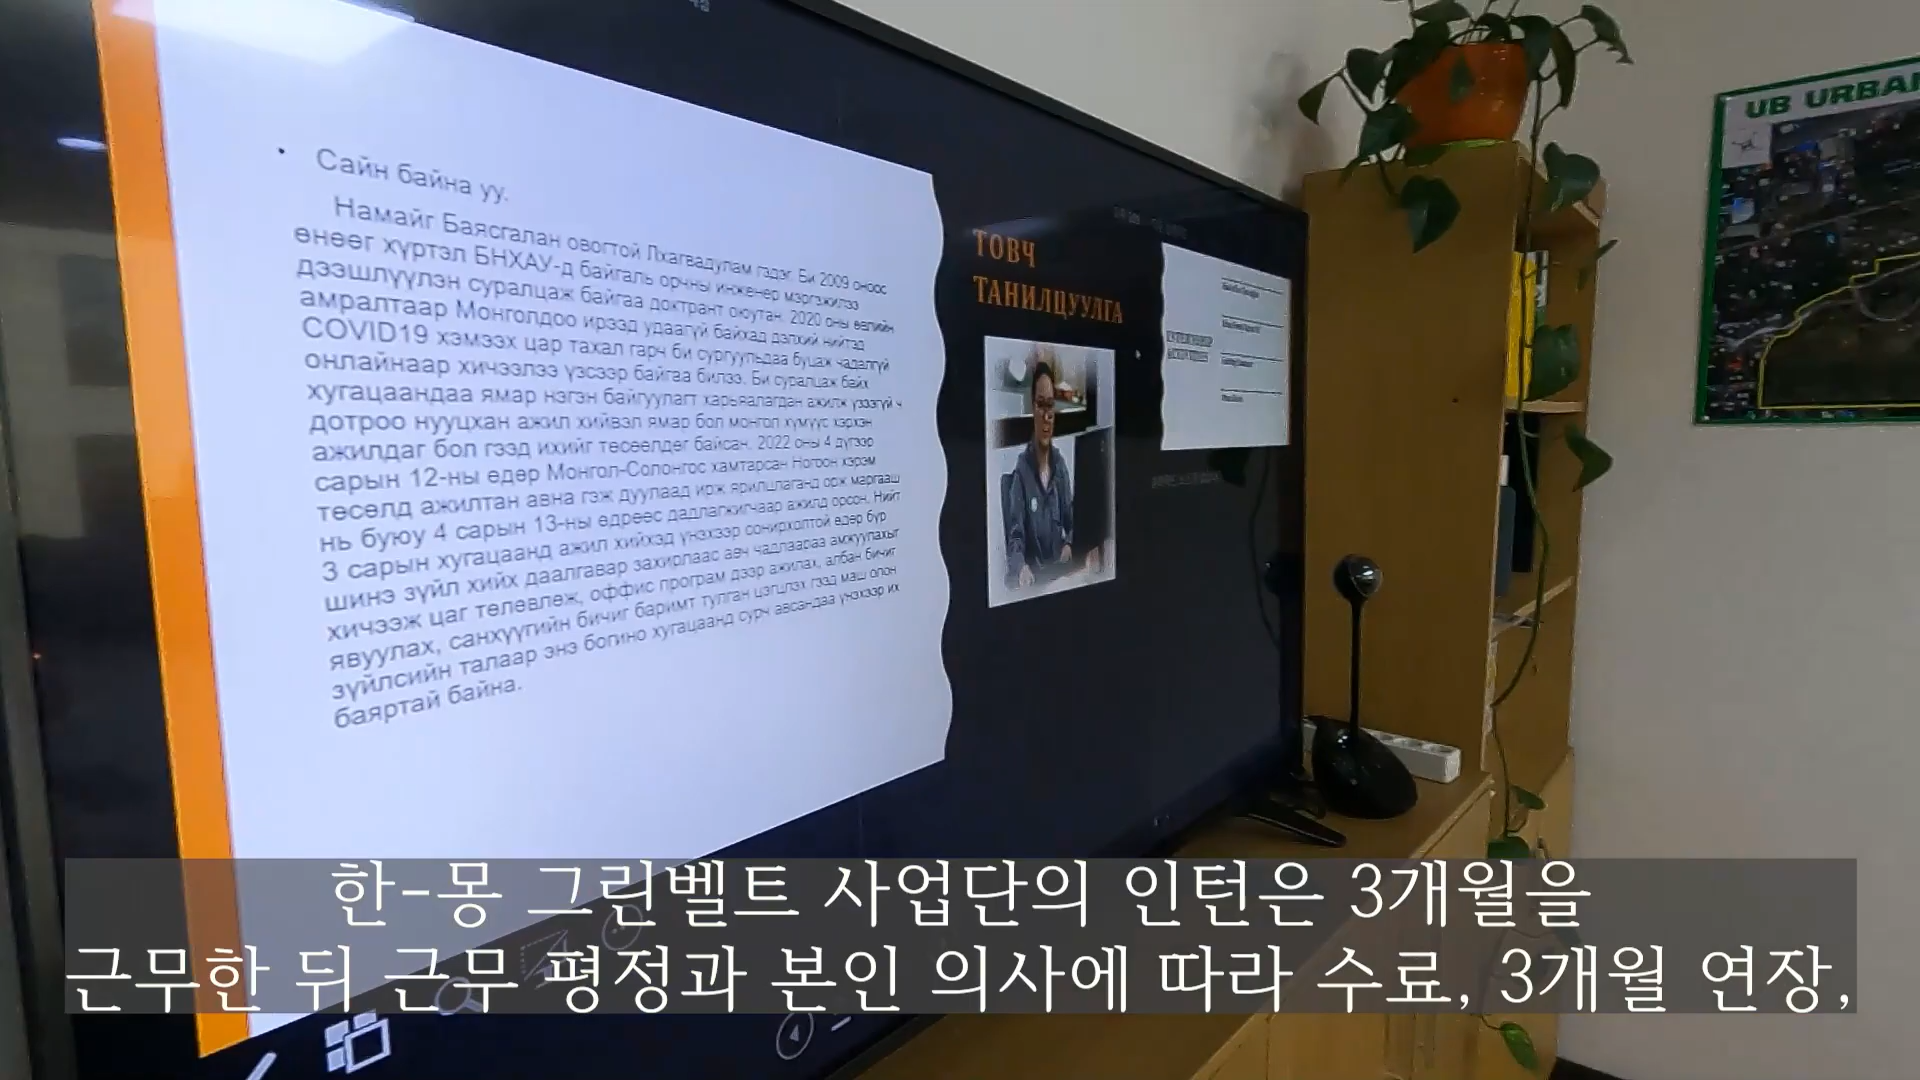 Сайн байна уу.
Намайг Баясгалан овогтой Лхагвадулам гэдэг. Би 2009 оноос
өнөөг хүртэл БНХАУ-д байгаль орчны инженер мэргэжилээ
дээшлүүлэн суралцаж байгаа доктрант оюутан. 2020 оны өвлийн
амралтаар Монголдоо ирээд удаагүй байхад дэлхий нийтэд
COVID19 хэмээх цар тахал гарч би сургуульдаа буцаж чадалгүй
онлайнаар хичээлээ үзсээр байгаа билээ. Би суралцаж байх
хугацаандаа ямар нэгэн байгуулагт харьяалагдан ажилж үзээгүй ч
дотроо нууцхан ажил хийвэл ямар бол монгол хүмүүс хэрхэн
ажилдаг бол гээд ихийг төсөөлдөг байсан. 2022 оны 4 дүгээр
сарын 12-ны өдөр Монгол-Солонгос хамтарсан Ногоон хэрэм
төсөлд ажилтан авна гэж дуулаад ирж ярилцлаганд орж маргааш
нь буюу 4 сарын 13-ны өдрөөс дадлагжигчаар ажилд орсон. Нийт
3 сарын хугацаанд ажил хийхэд үнэхээр сонирхолтой өдөр бүр
шинэ зүйл хийх даалгавар захирлаас авч чадлаараа амжуулахыг
хичээж цаг төлөвлөж, оффис програм дээр ажилах, албан бичиг
явуулах, санхүүгийн бичиг баримт тулган цэгцлэх гээд маш олон
зүйлсийн талаар энэ богино хугацаанд сурч авсандаа үнэхээр их
баяртай байна.
ТОВЧ
ТАНИЛЦУУЛГА
UB URBA
한-몽 그린벨트 사업단의 인턴은 3개월을
근무한 뒤 근무 평정과 본인 의사에 따라 수료, 3개월 연장,